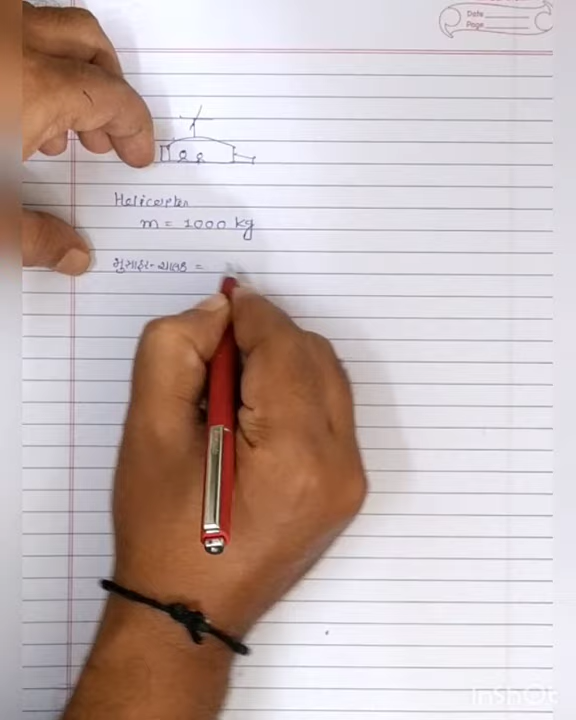 Date
Page
Helicopter
m = 1000 kg
મુસાફર-ચાલક =
InShot